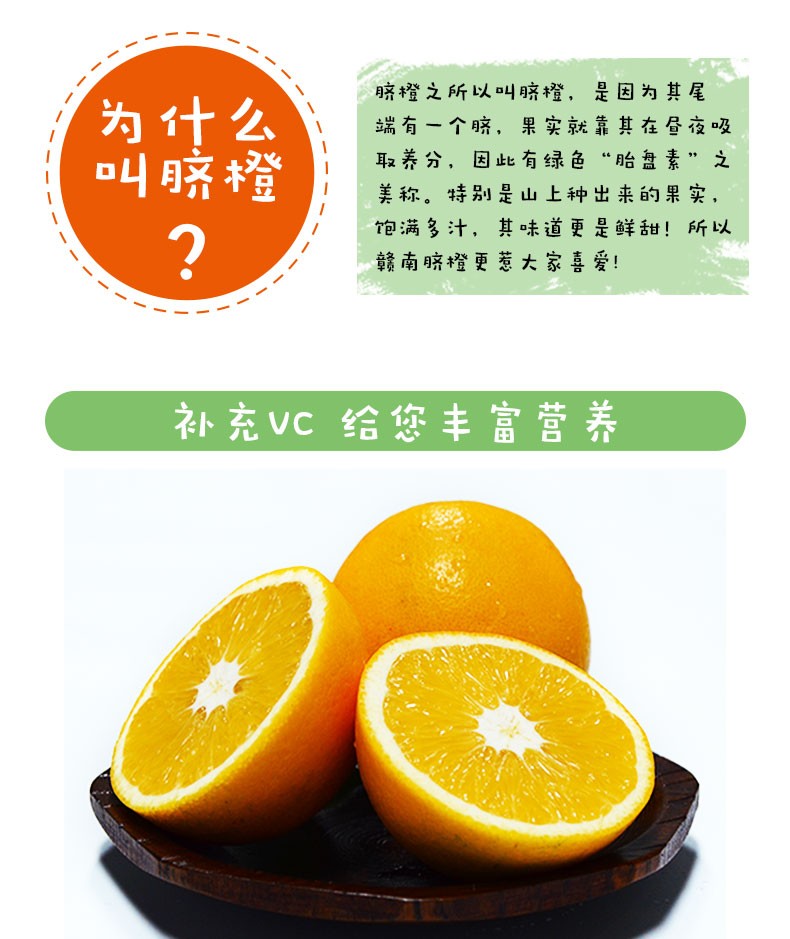 为什么
叫脐橙
?
脐橙之所以叫脐橙，是因为其尾
端有一个脐，果实就靠其在昼夜吸
取养分，因此有绿色“胎盘素”之
美称。特别是山上种出来的果实，
饱满多汁，其味道更是鲜甜！所以
赣南脐橙更惹大家喜爱！
补充VC 给您丰富营养